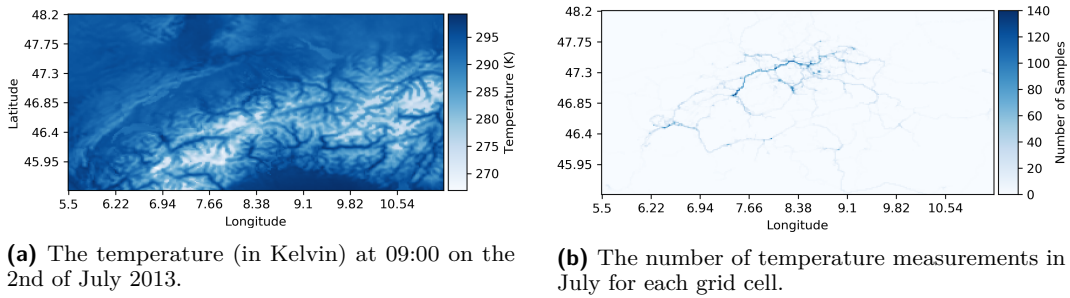 48.2
47.75
47.3
46.85
46.4
45.95
Latitude
5.5 6.22 6.94 7.66 8.38 9.1 9.82 10.54
Longitude
295
290
285
280
275
270
Temperature (K)
(a) The temperature (in Kelvin) at 09:00 on the
2nd of July 2013.
48.2
47.75
47.3
46.85
46.4
45.95
5.5 6.22 6.94 7.66 8.38 9.1 9.82 10.54
Longitude
140
120
100
80
60
40
20
0
Number of Samples
(b) The number of temperature measurements in
July for each grid cell.